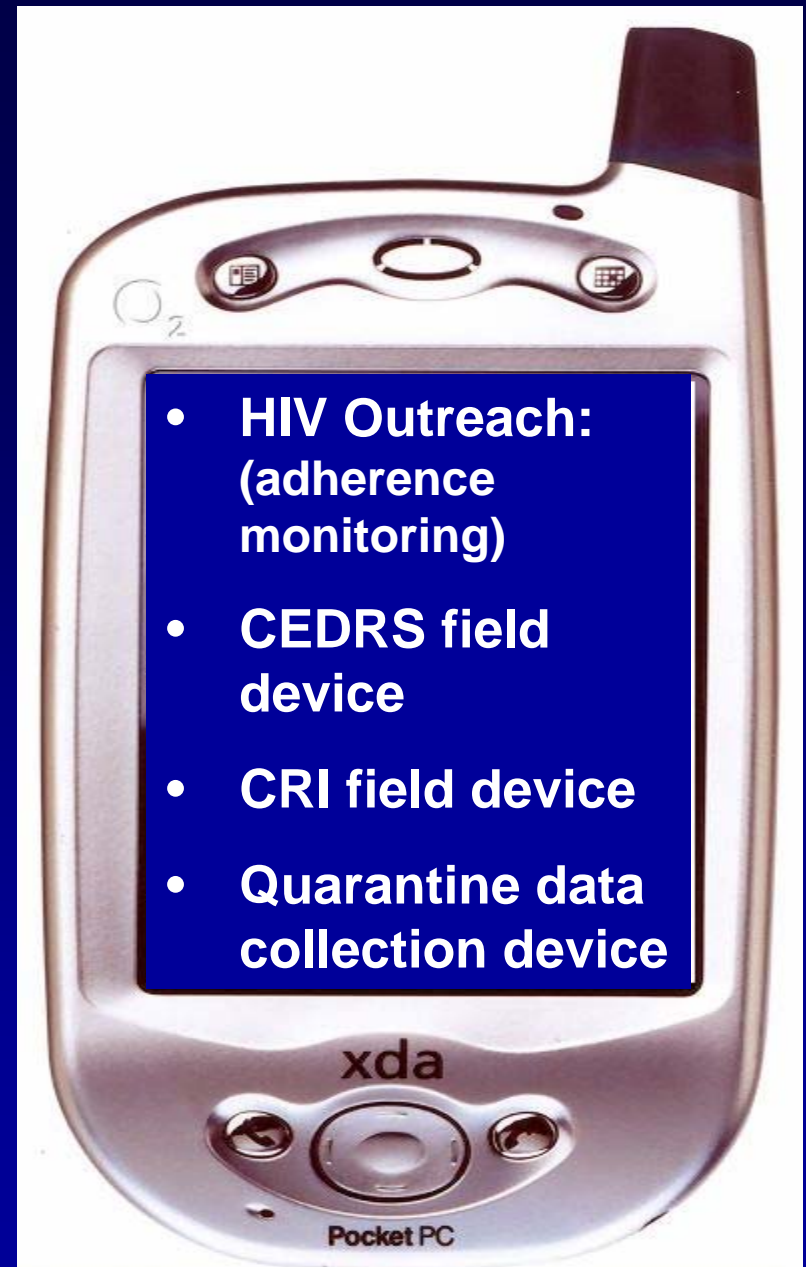 O2
• HIV Outreach:
(adherence
monitoring)
• CEDRS field
device
• CRI field device
• Quarantine data
collection device
xda
Pocket PC